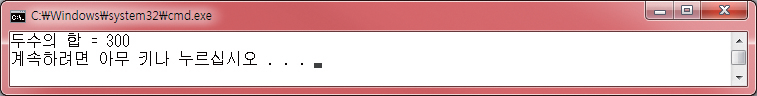 C:₩Windows₩system32₩cmd.exe
두수의 합 = 300
계속하려면 아무 키나 누르십시오 . . .